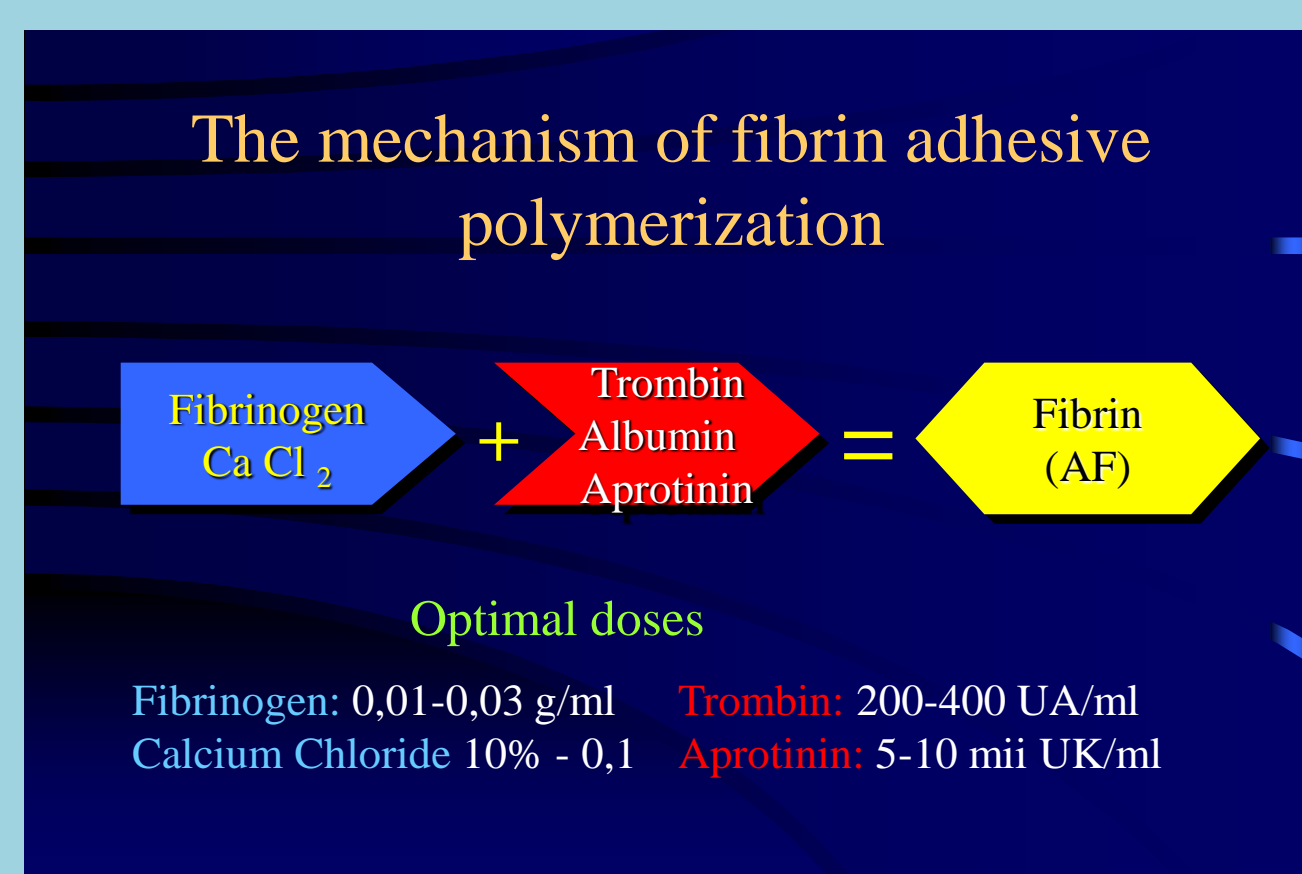 The mechanism of fibrin adhesive
polymerization
Fibrinogen
Ca Cl 2
+
Trombin
Albumin
Aprotinin
=
Fibrin
(AF)
Optimal doses
Fibrinogen: 0,01-0,03 g/ml
Calcium Chloride 10% - 0,1
Trombin: 200-400 UA/ml
Aprotinin: 5-10 mii UK/ml